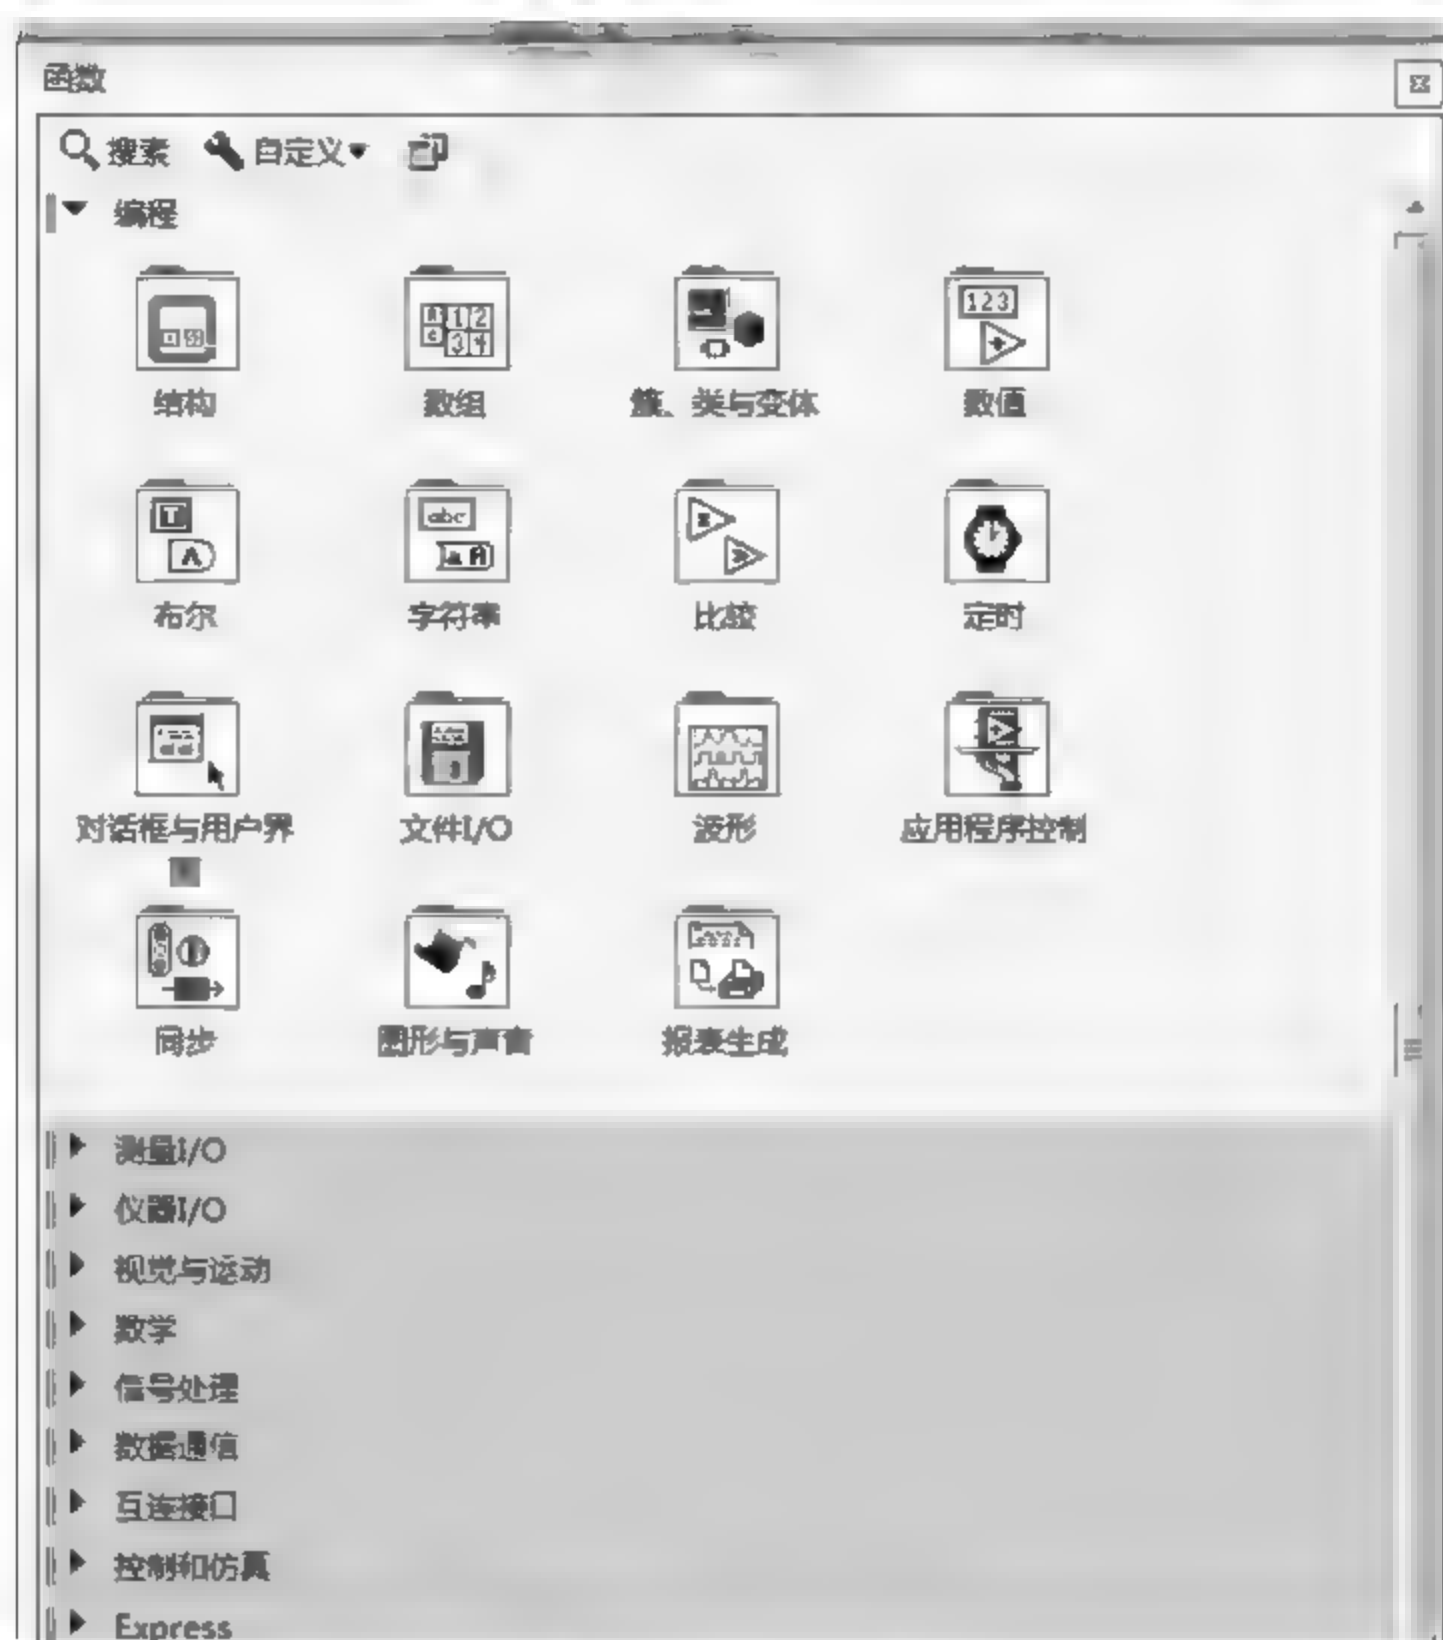 函数
搜索 自定义
编程
结构 数组 簇、类与变体 数值
布尔 字符串 比较 定时
对话框与用户界 文件I/O 波形 应用程序控制
同步 图形与声音 报表生成
测量I/O
仪器I/O
视觉与运动
数学
信号处理
数据通信
互连接口
控制和仿真
Express